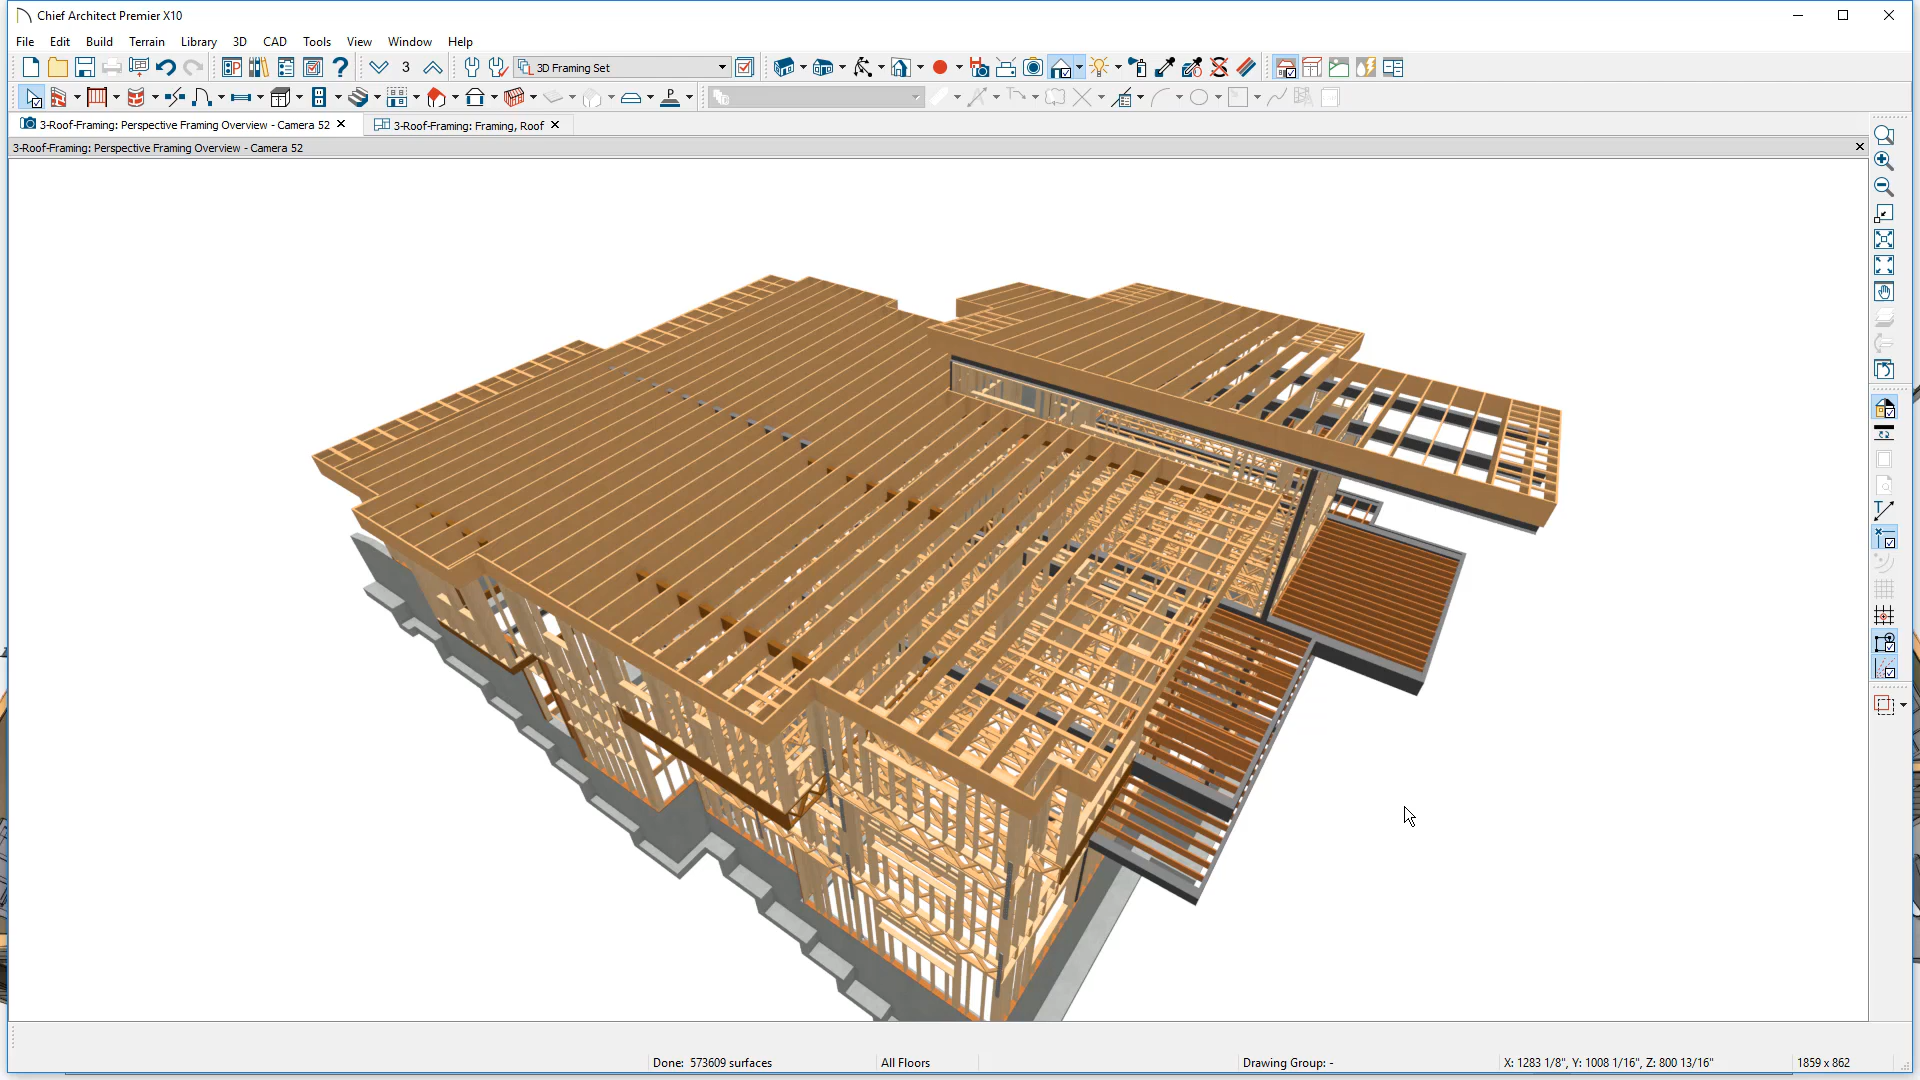 Chief Architect Premier X10
File Edit Build Terrain Library 3D CAD Tools View Window Help
3 3D Framing Set
P
3-Roof-Framing: Perspective Framing Overview - Camera 52 3-Roof-Framing: Framing, Roof
3-Roof-Framing: Perspective Framing Overview - Camera 52
Done: 573609 surfaces All Floors Drawing Group: - X: 1283 1/8", Y: 1008 1/16", Z: 800 13/16" 1859 x 862